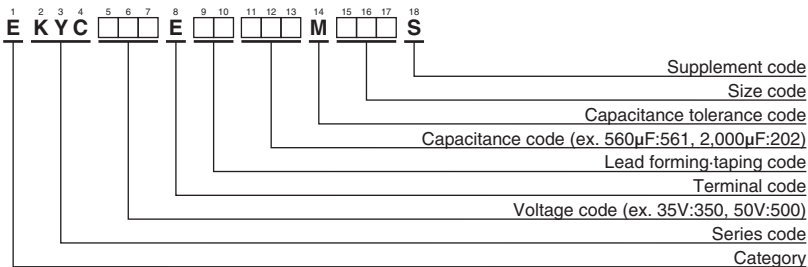 1 2 3 4 5 6 7 8 9 10 11 12 13 14 15 16 17 18
E K Y C E M S
Supplement code
Size code
Capacitance tolerance code
Capacitance code (ex. 560μF:561, 2,000μF:202)
Lead forming·taping code
Terminal code
Voltage code (ex. 35V:350, 50V:500)
Series code
Category